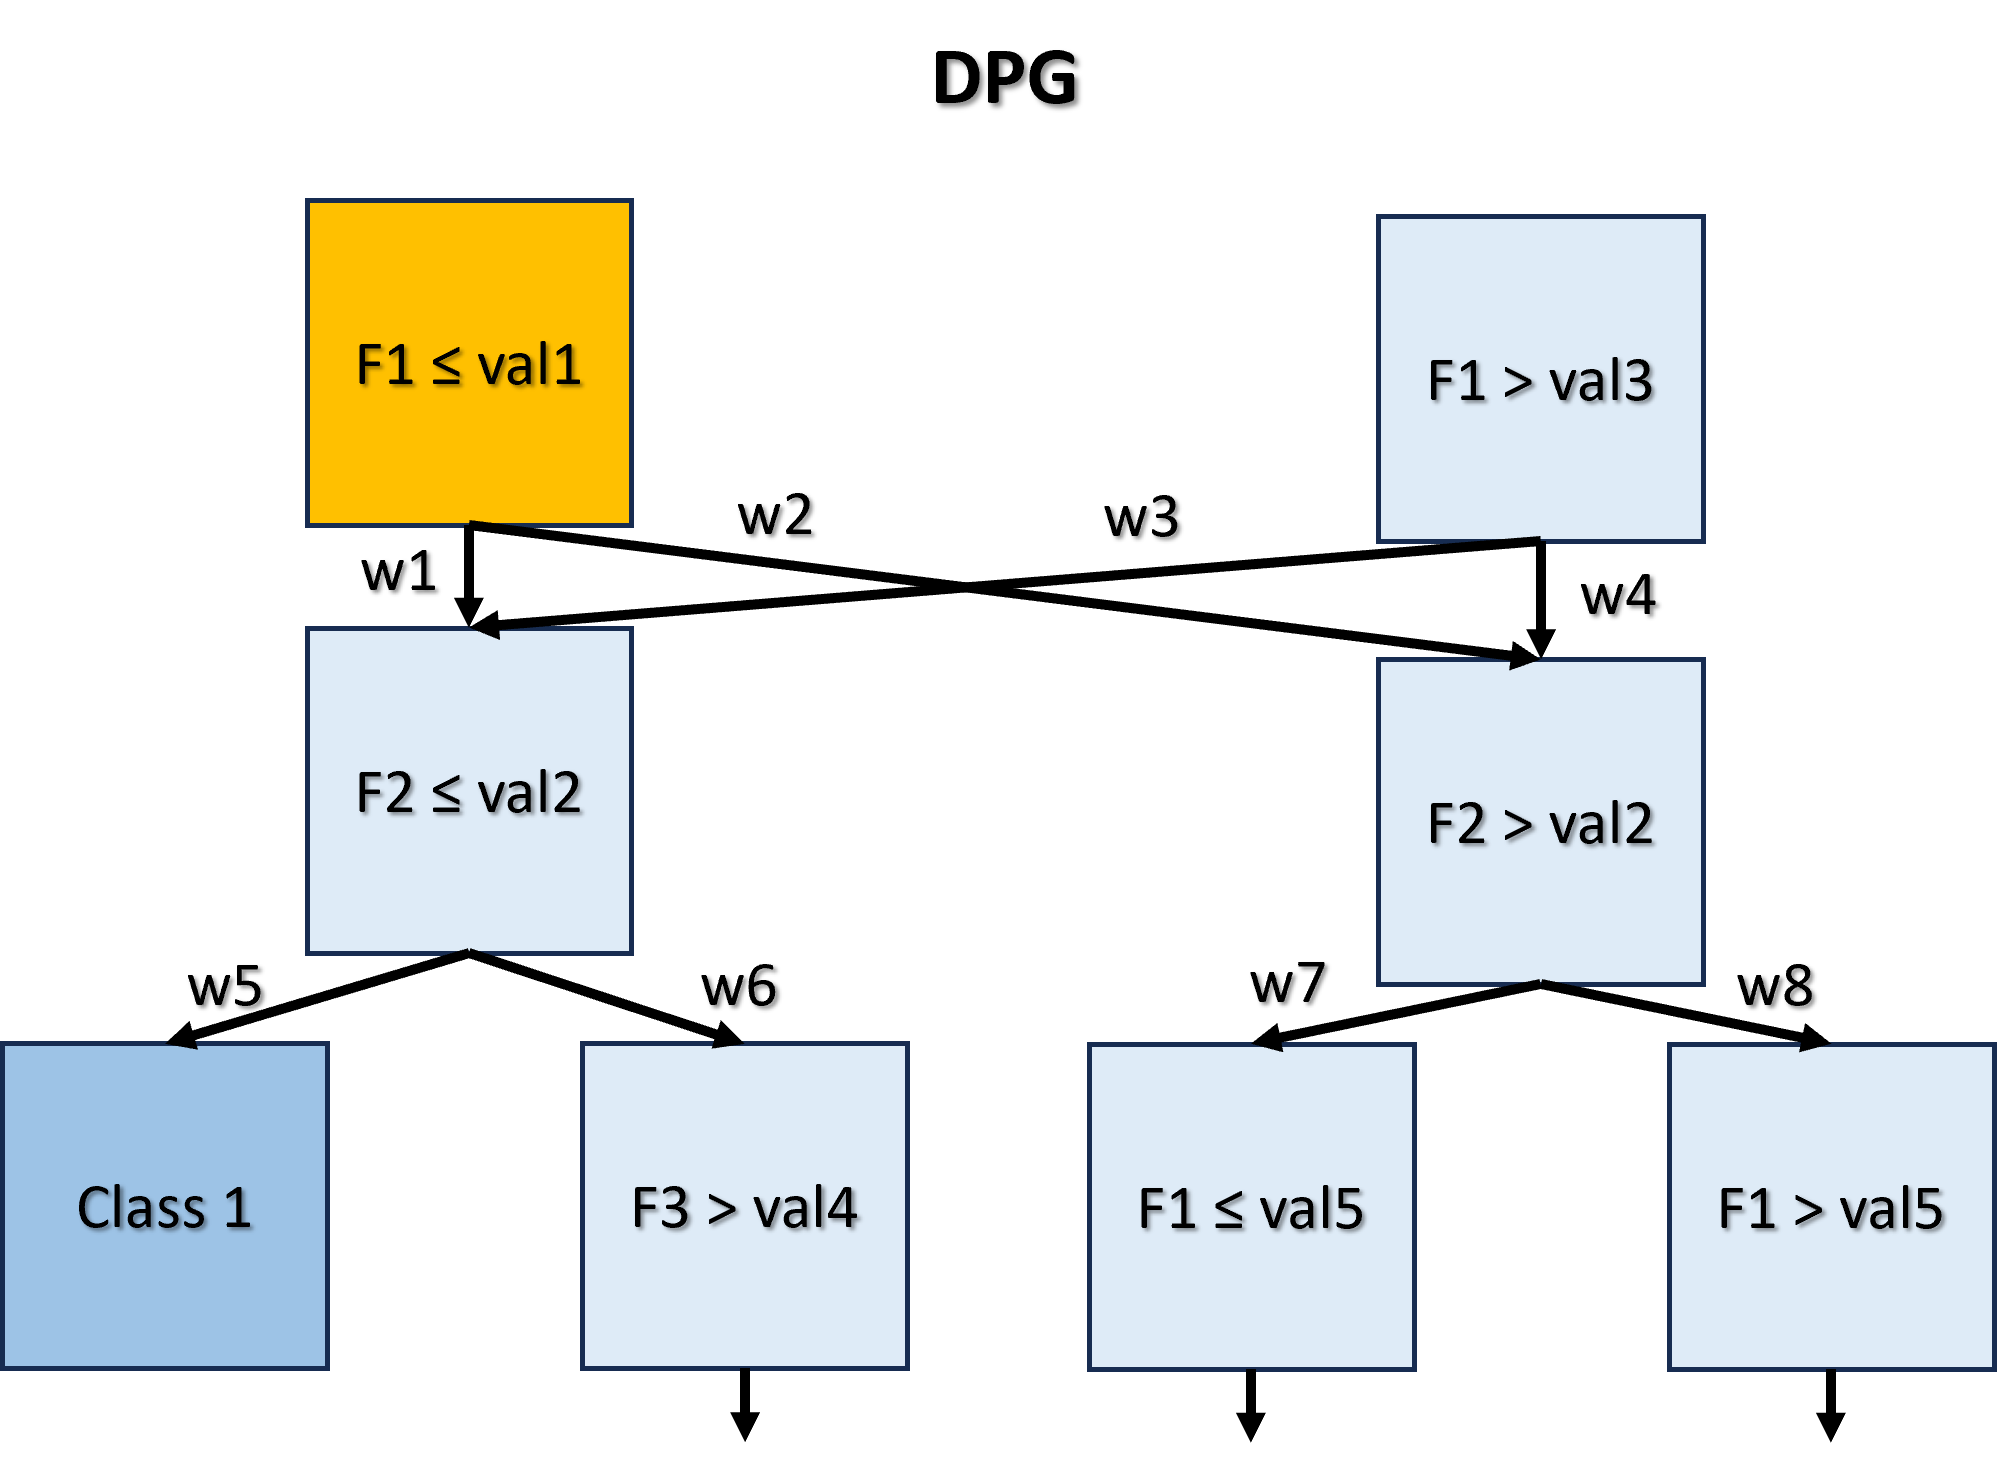 DPG
F1 ≤ val1
F1 > val3
w1
w2
w3
w4
F2 ≤ val2
F2 > val2
w5
w6
w7
w8
Class 1
F3 > val4
F1 ≤ val5
F1 > val5